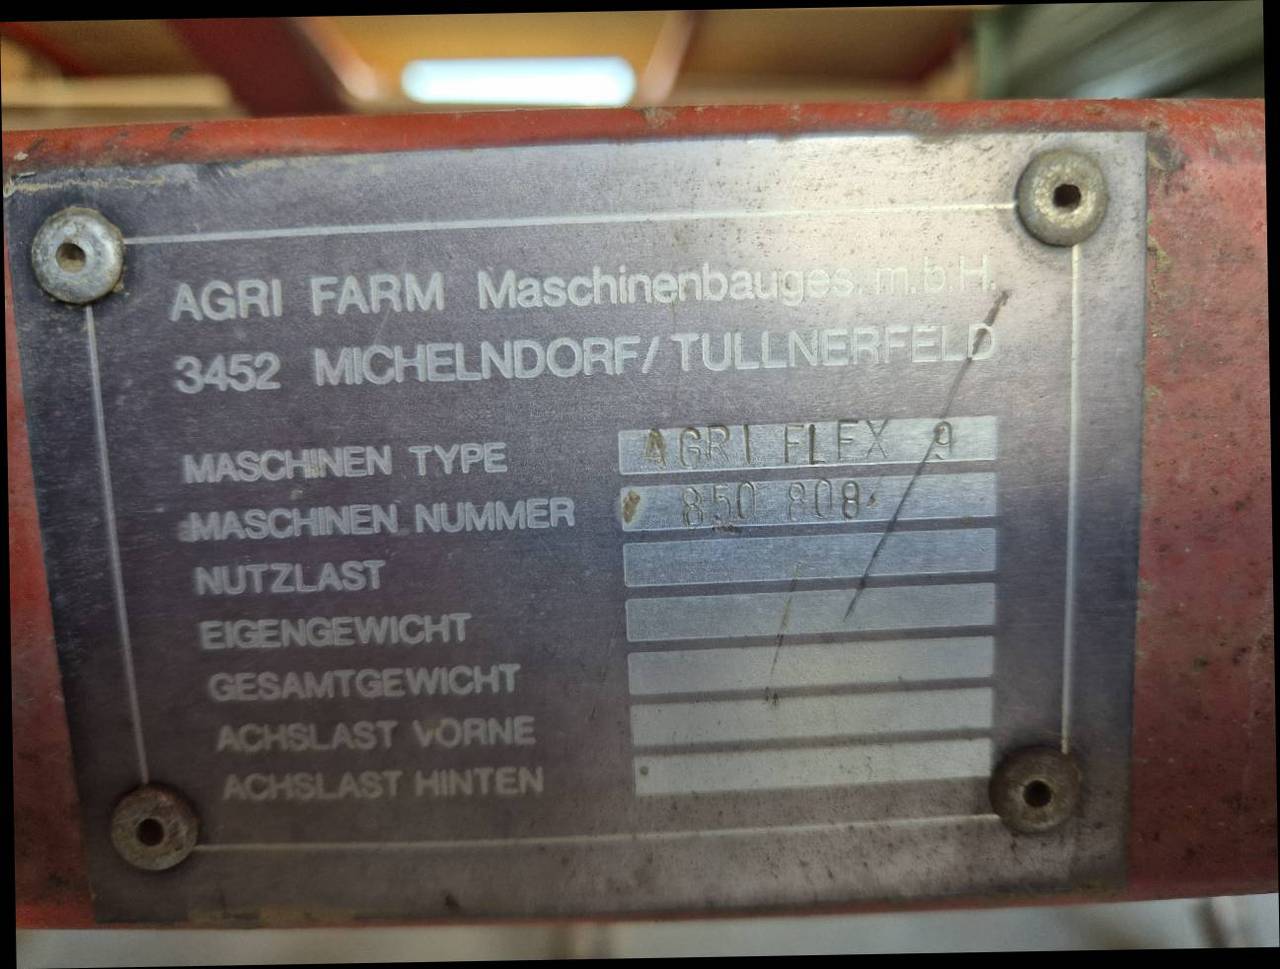 AGRI FARM Maschinenbauges.m.b.H.
3452 MICHELNDORF/TULLNERFELD
MASCHINEN TYPE AGRI FLEX 9
MASCHINEN NUMMER 850 808
NUTZLAST
EIGENGEWICHT
GESAMTGEWICHT
ACHSLAST VORNE
ACHSLAST HINTEN